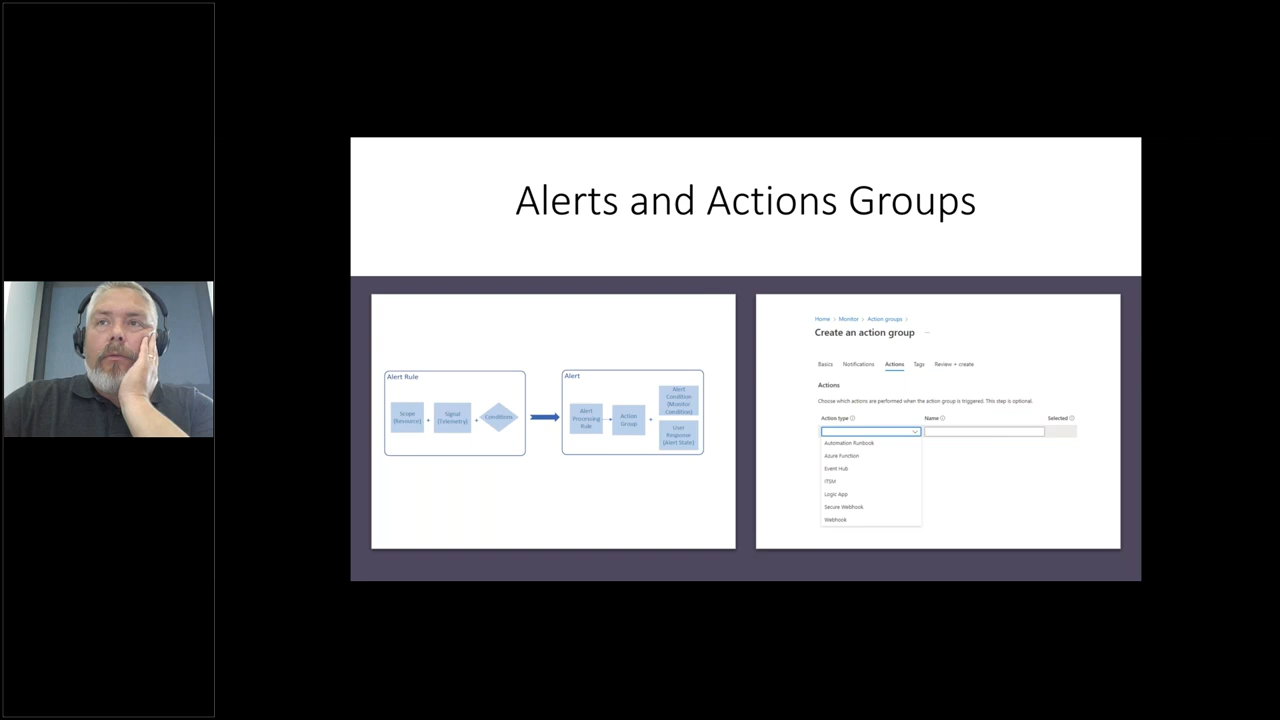 Alerts and Actions Groups
Alert Rule
Scope
(Resource)
+
Signal
(Telemetry)
+
Conditions
Alert
Alert
Processing
Rule
Action
Group
+
Alert
Condition
(Monitor
Condition)
User
Response
(Alert State)
Home > Monitor > Action groups >
Create an action group ...
Basics Notifications Actions Tags Review + create
Actions
Choose which actions are performed when the action group is triggered. This step is optional.
Action type Name Selected
Automation Runbook
Azure Function
Event Hub
ITSM
Logic App
Secure Webhook
Webhook